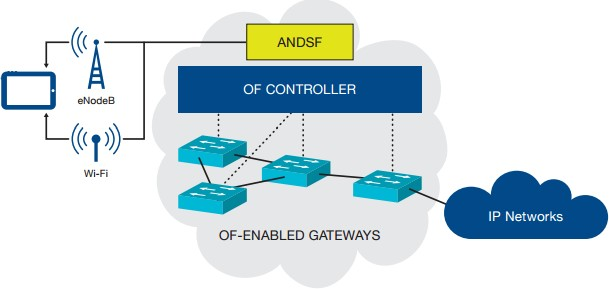 ANDSF
OF CONTROLLER
eNodeB
Wi-Fi
OF-ENABLED GATEWAYS
IP Networks